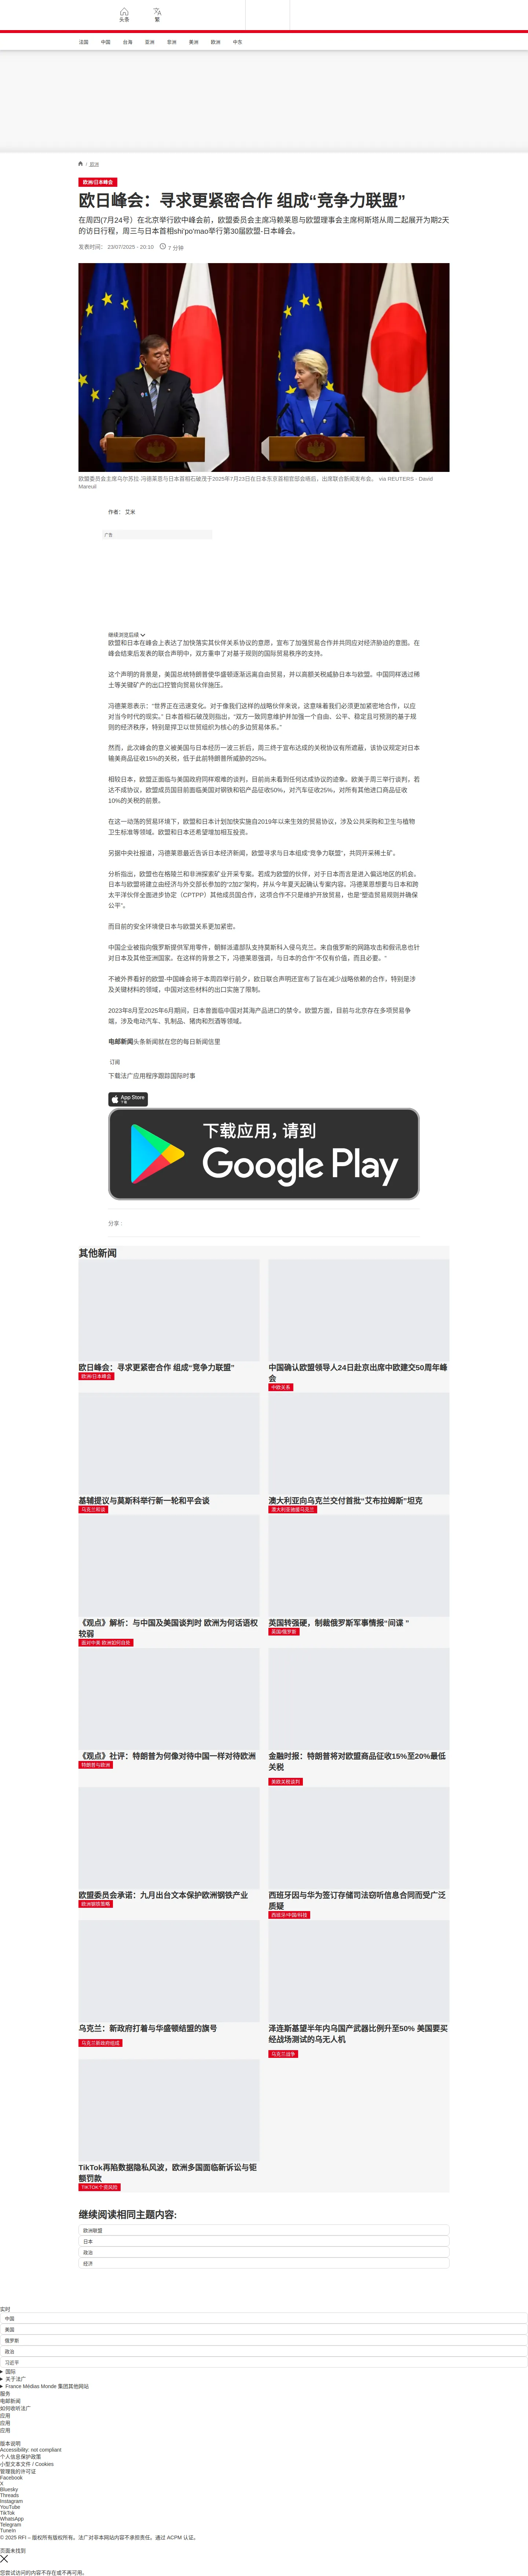 头条
繁
法国
中国
台海
亚洲
非洲
美洲
欧洲
中东
/ 欧洲
欧洲/日本峰会
欧日峰会：寻求更紧密合作 组成“竞争力联盟”
在周四(7月24号）在北京举行欧中峰会前，欧盟委员会主席冯赖莱恩与欧盟理事会主席柯斯塔从周二起展开为期2天
的访日行程，周三与日本首相shi'po'mao举行第30届欧盟-日本峰会。
发表时间： 23/07/2025 - 20:10
7 分钟
欧盟委员会主席乌尔苏拉·冯德莱恩与日本首相石破茂于2025年7月23日在日本东京首相官邸会晤后，出席联合新闻发布会。 via REUTERS - David
Mareuil
作者： 艾米
广告
继续浏览后续
欧盟和日本在峰会上表达了加快落实其伙伴关系协议的意愿，宣布了加强贸易合作并共同应对经济胁迫的意图。在
峰会结束后发表的联合声明中，双方重申了对基于规则的国际贸易秩序的支持。
这个声明的背景是，美国总统特朗普使华盛顿逐渐远离自由贸易，并以高额关税威胁日本与欧盟。中国同样透过稀
土等关键矿产的出口控管向贸易伙伴施压。
冯德莱恩表示：“世界正在迅速变化。对于像我们这样的战略伙伴来说，这意味着我们必须更加紧密地合作，以应
对当今时代的现实。” 日本首相石破茂则指出，“双方一致同意维护并加强一个自由、公平、稳定且可预测的基于规
则的经济秩序，特别是捍卫以世贸组织为核心的多边贸易体系。”
然而，此次峰会的意义被美国与日本经历一波三折后，周三终于宣布达成的关税协议有所遮蔽，该协议规定对日本
输美商品征收15%的关税，低于此前特朗普所威胁的25%。
相较日本，欧盟正面临与美国政府同样艰难的谈判，目前尚未看到任何达成协议的迹象。欧美于周三举行谈判，若
达不成协议，欧盟成员国目前面临美国对钢铁和铝产品征收50%，对汽车征收25%，对所有其他进口商品征收
10%的关税的前景。
在这一动荡的贸易环境下，欧盟和日本计划加快实施自2019年以来生效的贸易协议，涉及公共采购和卫生与植物
卫生标准等领域。欧盟和日本还希望增加相互投资。
另据中央社报道，冯德莱恩最近告诉日本经济新闻，欧盟寻求与日本组成“竞争力联盟”，共同开采稀土矿。
分析指出，欧盟也在格陵兰和非洲探索矿业开采专案。若成为欧盟的伙伴，对于日本而言是进入偏远地区的机会。
日本与欧盟将建立由经济与外交部长参加的“2加2”架构，并从今年夏天起确认专案内容。冯德莱恩想要与日本和跨
太平洋伙伴全面进步协定（CPTPP）其他成员国合作，这项合作不只是维护开放贸易，也是“塑造贸易规则并确保
公平”。
而目前的安全环境使日本与欧盟关系更加紧密。
中国企业被指向俄罗斯提供军用零件，朝鲜派遣部队支持莫斯科入侵乌克兰。来自俄罗斯的网路攻击和假讯息也针
对日本及其他亚洲国家。在这样的背景之下，冯德莱恩强调，与日本的合作“不仅有价值，而且必要。”
不被外界看好的欧盟-中国峰会将于本周四举行前夕，欧日联合声明还宣布了旨在减少战略依赖的合作，特别是涉
及关键材料的领域，中国对这些材料的出口实施了限制。
2023年8月至2025年6月期间，日本曾面临中国对其海产品进口的禁令。欧盟方面，目前与北京存在多项贸易争
端，涉及电动汽车、乳制品、猪肉和烈酒等领域。
电邮新闻头条新闻就在您的每日新闻信里
订阅
下载法广应用程序跟踪国际时事
App Store
下载
下载应用，请到
Google Play
分享 :
其他新闻
欧日峰会：寻求更紧密合作 组成“竞争力联盟”
欧洲/日本峰会
中国确认欧盟领导人24日赴京出席中欧建交50周年峰
会
中欧关系
基辅提议与莫斯科举行新一轮和平会谈
乌克兰和谈
澳大利亚向乌克兰交付首批“艾布拉姆斯”坦克
澳大利亚驰援乌克兰
《观点》解析：与中国及美国谈判时 欧洲为何话语权
较弱
面对中美 欧洲如何自处
英国转强硬，制裁俄罗斯军事情报“间谍 ”
英国/俄罗斯
《观点》社评：特朗普为何像对待中国一样对待欧洲
特朗普与欧洲
金融时报：特朗普将对欧盟商品征收15%至20%最低
关税
美欧关税谈判
欧盟委员会承诺：九月出台文本保护欧洲钢铁产业
欧洲钢铁策略
西班牙因与华为签订存储司法窃听信息合同而受广泛
质疑
西班牙/中国/科技
乌克兰：新政府打着与华盛顿结盟的旗号
乌克兰新政府组成
泽连斯基望半年内乌国产武器比例升至50% 美国要买
经战场测试的乌无人机
乌克兰战争
TikTok再陷数据隐私风波，欧洲多国面临新诉讼与钜
额罚款
继续阅读相同主题内容:
欧洲联盟
日本
政治
经济
实时
中国
美国
俄罗斯
政治
习近平
国际
关于法广
France Médias Monde 集团其他网站
服务
电邮新闻
如何收听法广
应用
应用
应用
版本说明
Accessibility: not compliant
个人信息保护政策
小型文本文件 / Cookies
管理我的许可证
Facebook
X
Bluesky
Threads
Instagram
YouTube
TikTok
WhatsApp
Telegram
TuneIn
© 2025 RFI – 版权所有版权所有。法广对非本网站内容不承担责任。通过 ACPM 认证。
页面未找到
您尝试访问的内容不存在或不再可用。